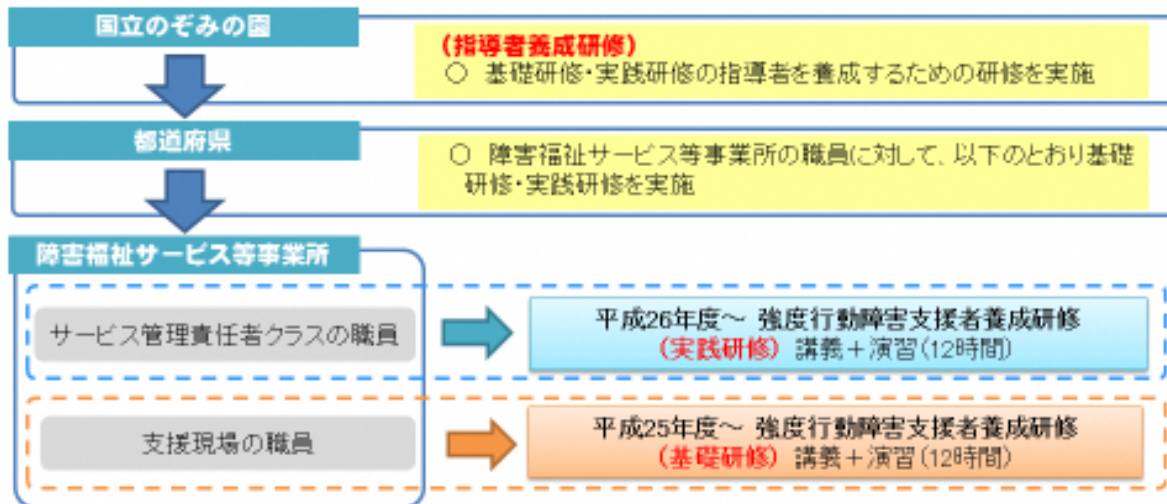 国立のぞみの園
(指導者養成研修)
○ 基礎研修・実践研修の指導者を養成するための研修を実施
都道府県
○ 障害福祉サービス等事業所の職員に対して、以下のとおり基礎
研修・実践研修を実施
障害福祉サービス等事業所
サービス管理責任者クラスの職員
平成26年度～ 強度行動障害支援者養成研修
(実践研修) 講義＋演習(12時間)
支援現場の職員
平成25年度～ 強度行動障害支援者養成研修
(基礎研修) 講義＋演習(12時間)